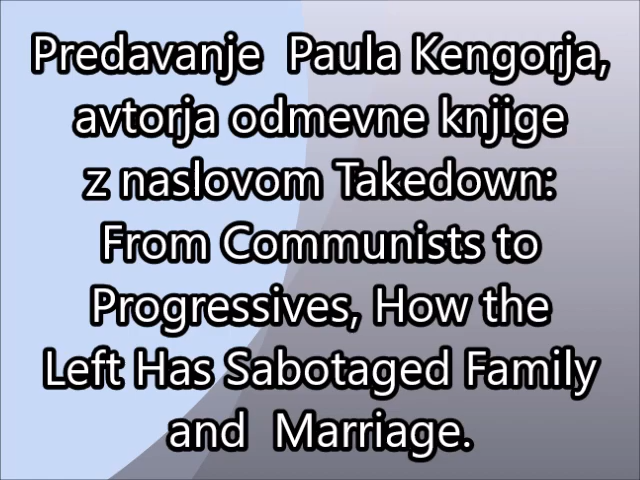 Predavanje  Paula Kengorja,
avtorja odmevne knjige
z naslovom Takedown:
From Communists to
Progressives, How the
Left Has Sabotaged Family
and  Marriage.